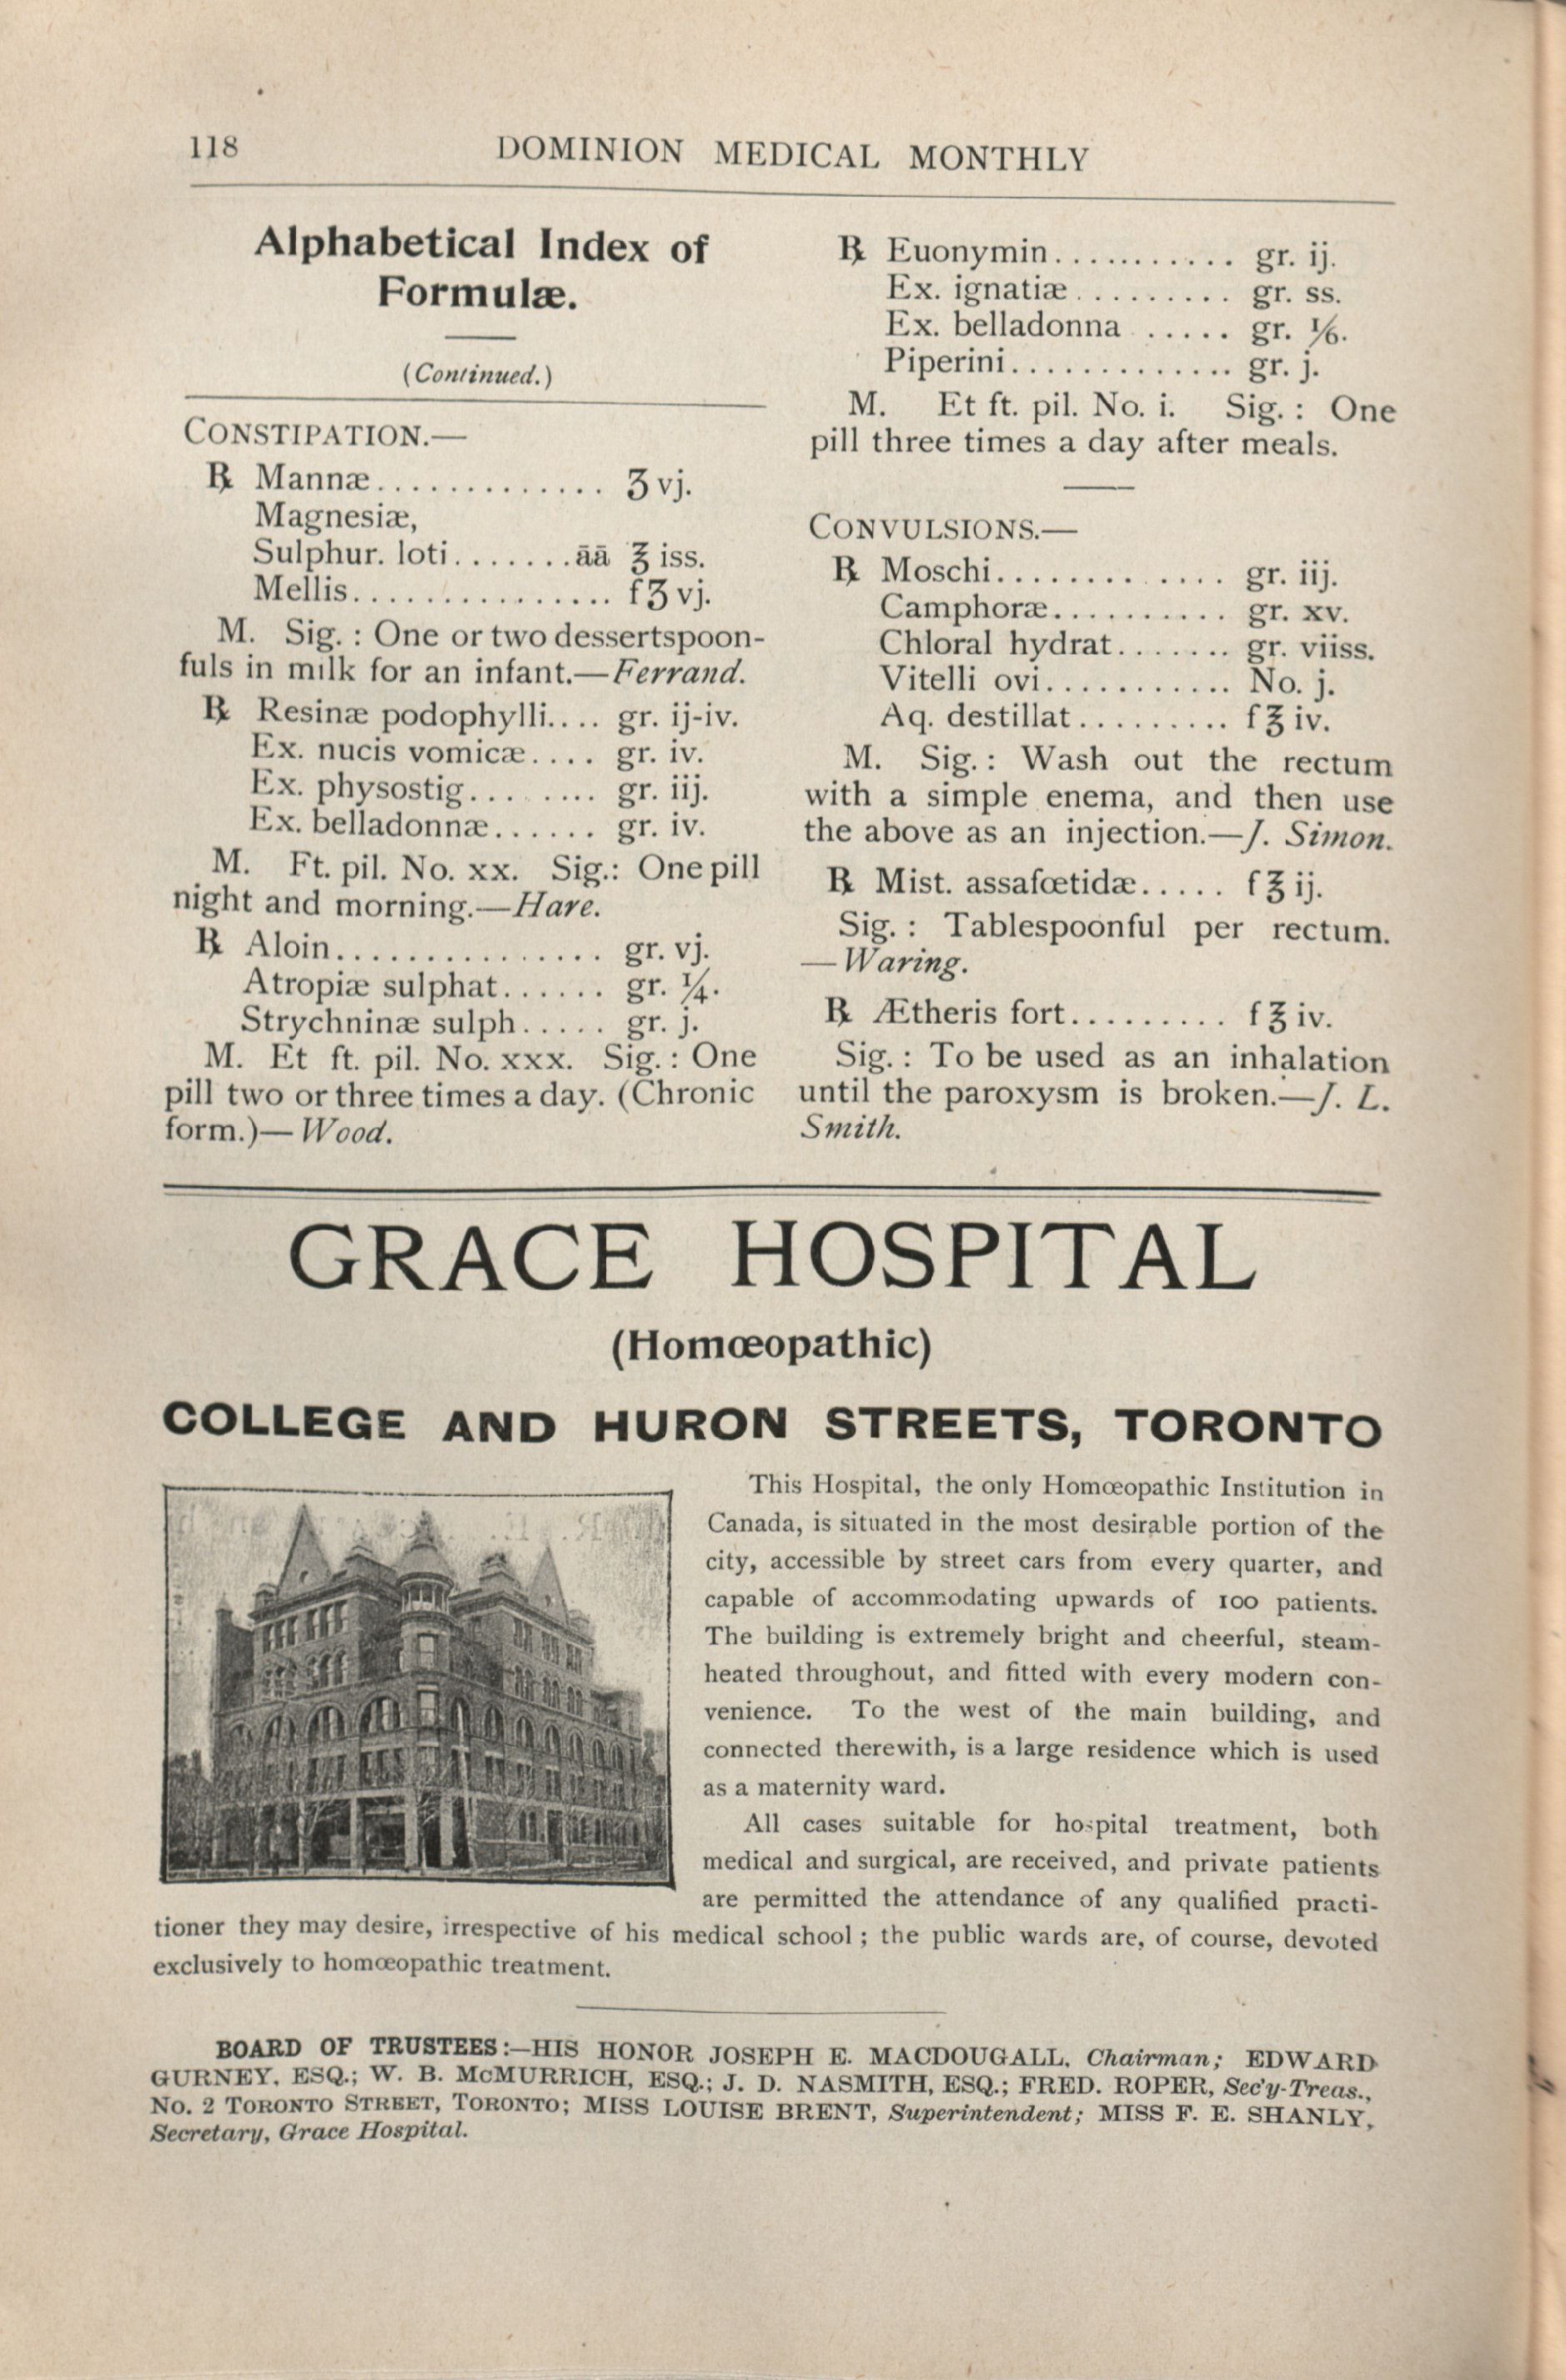 118
DOMINION MEDICAL MONTHLY
Alphabetical Index of
Formulæ.
(Continued.)
CONSTIPATION.—
℞ Mannæ............. ʒ vj.
Magnesiæ,
Sulphur. loti.......āā ℥ iss.
Mellis............... fʒ vj.
M. Sig. : One or two dessertspoon-
fuls in milk for an infant.—Ferrand.
℞ Resinæ podophylli.... gr. ij-iv.
Ex. nucis vomicæ.... gr. iv.
Ex. physostig........ gr. iij.
Ex. belladonnæ...... gr. iv.
M. Ft. pil. No. xx. Sig.: One pill
night and morning.—Hare.
℞ Aloin............... gr. vj.
Atropiæ sulphat...... gr. ¼.
Strychninæ sulph..... gr. j.
M. Et ft. pil. No. xxx. Sig. : One
pill two or three times a day. (Chronic
form.)—Wood.
℞ Euonymin........... gr. ij.
Ex. ignatiæ......... gr. ss.
Ex. belladonna ..... gr. ⅙.
Piperini............. gr. j.
M. Et ft. pil. No. i. Sig. : One
pill three times a day after meals.
CONVULSIONS.—
℞ Moschi............. gr. iij.
Camphoræ.......... gr. xv.
Chloral hydrat....... gr. viiss.
Vitelli ovi........... No. j.
Aq. destillat......... f℥ iv.
M. Sig. : Wash out the rectum
with a simple enema, and then use
the above as an injection.—J. Simon.
℞ Mist. assafœtidæ..... f℥ ij.
Sig. : Tablespoonful per rectum.
—Waring.
℞ Ætheris fort......... f℥ iv.
Sig. : To be used as an inhalation
until the paroxysm is broken.—J. L.
Smith.
GRACE HOSPITAL
(Homœopathic)
COLLEGE AND HURON STREETS, TORONTO
This Hospital, the only Homœopathic Institution in
Canada, is situated in the most desirable portion of the
city, accessible by street cars from every quarter, and
capable of accommodating upwards of 100 patients.
The building is extremely bright and cheerful, steam-
heated throughout, and fitted with every modern con-
venience. To the west of the main building, and
connected therewith, is a large residence which is used
as a maternity ward.
All cases suitable for hospital treatment, both
medical and surgical, are received, and private patients
are permitted the attendance of any qualified practi-
tioner they may desire, irrespective of his medical school ; the public wards are, of course, devoted
exclusively to homœopathic treatment.
BOARD OF TRUSTEES :—HIS HONOR JOSEPH E. MACDOUGALL, Chairman; EDWARD
GURNEY, ESQ.; W. B. McMURRICH, ESQ.; J. D. NASMITH, ESQ.; FRED. ROPER, Sec'y-Treas.,
No. 2 TORONTO STREET, TORONTO; MISS LOUISE BRENT, Superintendent; MISS F. E. SHANLY,
Secretary, Grace Hospital.